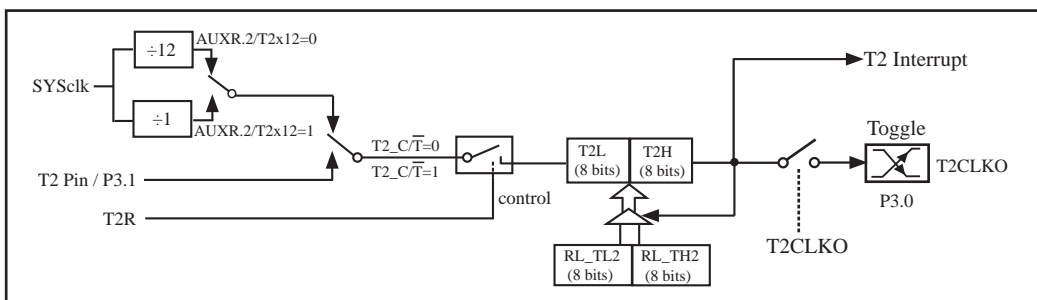 ÷12
AUXR.2/T2x12=0
SYSclk
÷1
AUXR.2/T2x12=1
T2 Pin / P3.1
T2_C/T̅=0
T2_C/T̅=1
T2R
control
T2L
(8 bits)
T2H
(8 bits)
RL_TL2
(8 bits)
RL_TH2
(8 bits)
T2 Interrupt
Toggle
T2CLKO
P3.0
T2CLKO